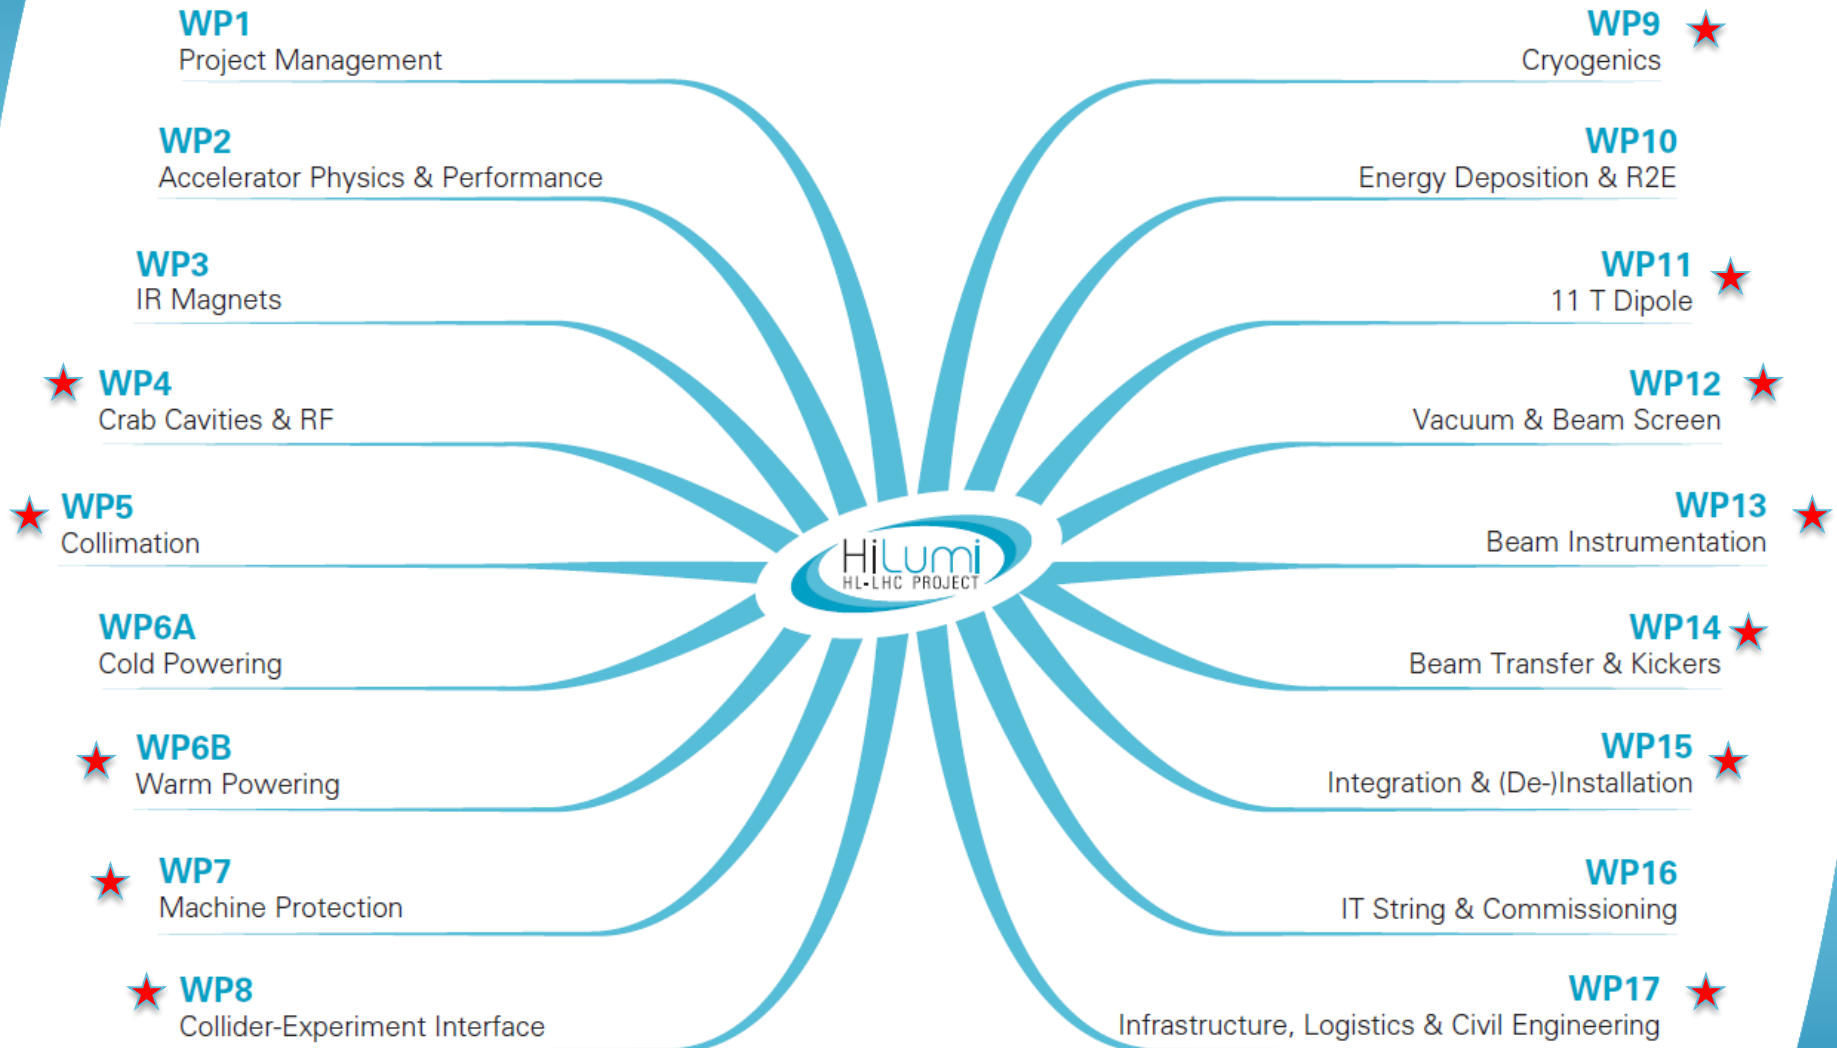 WP1
Project Management
WP2
Accelerator Physics & Performance
WP3
IR Magnets
WP4
Crab Cavities & RF
WP5
Collimation
WP6A
Cold Powering
WP6B
Warm Powering
WP7
Machine Protection
WP8
Collider-Experiment Interface
HiLumi
HL-LHC PROJECT
WP9
Cryogenics
WP10
Energy Deposition & R2E
WP11
11 T Dipole
WP12
Vacuum & Beam Screen
WP13
Beam Instrumentation
WP14
Beam Transfer & Kickers
WP15
Integration & (De-)Installation
WP16
IT String & Commissioning
WP17
Infrastructure, Logistics & Civil Engineering